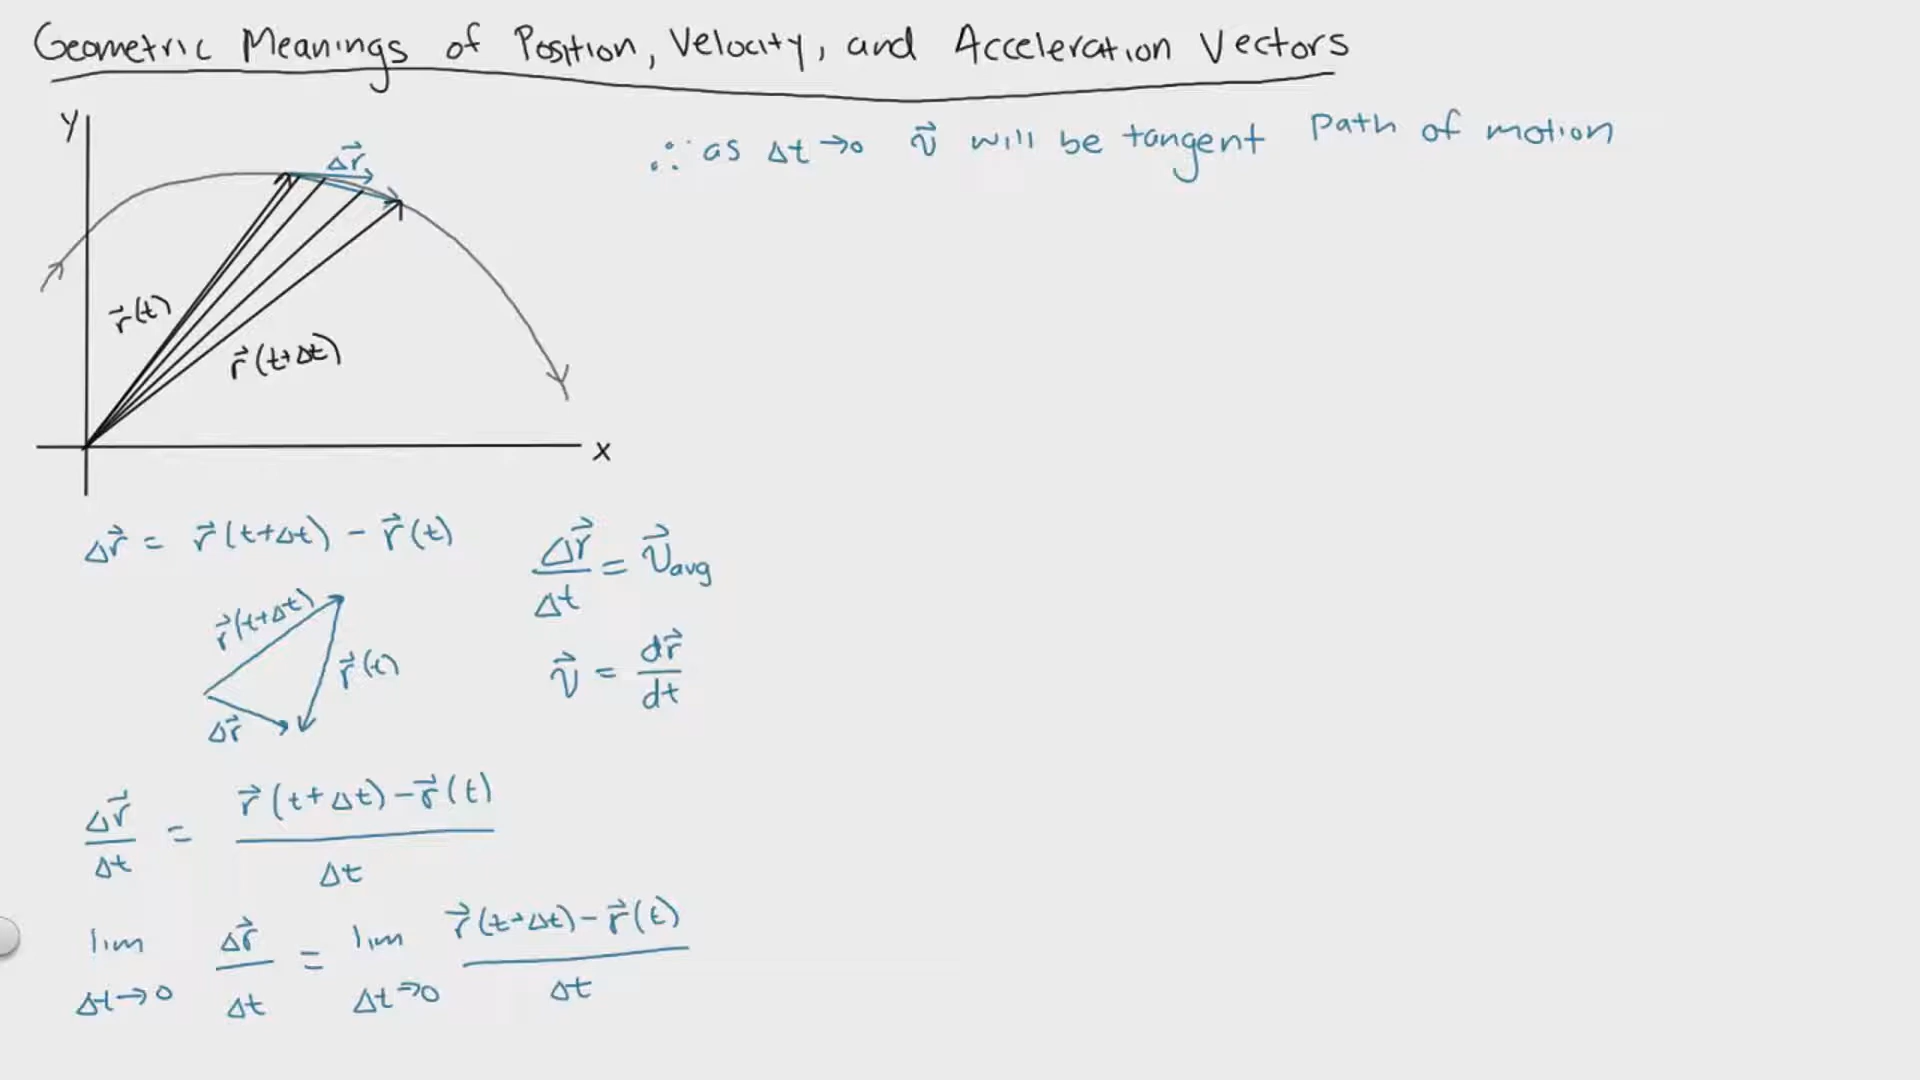 Geometric Meanings of Position, Velocity, and Acceleration Vectors
y
Δr⃗
∴ as Δt→0 v⃗ will be tangent path of motion
r⃗(t)
r⃗(t+Δt)
x
Δr⃗ = r⃗(t+Δt) - r⃗(t)
Δr⃗/Δt = v⃗avg
r⃗(t+Δt)
r⃗(t)
Δr⃗
v⃗ = dr⃗/dt
Δr⃗/Δt = r⃗(t+Δt) - r⃗(t)/Δt
lim Δt→0 Δr⃗/Δt = lim Δt→0 r⃗(t+Δt) - r⃗(t)/Δt